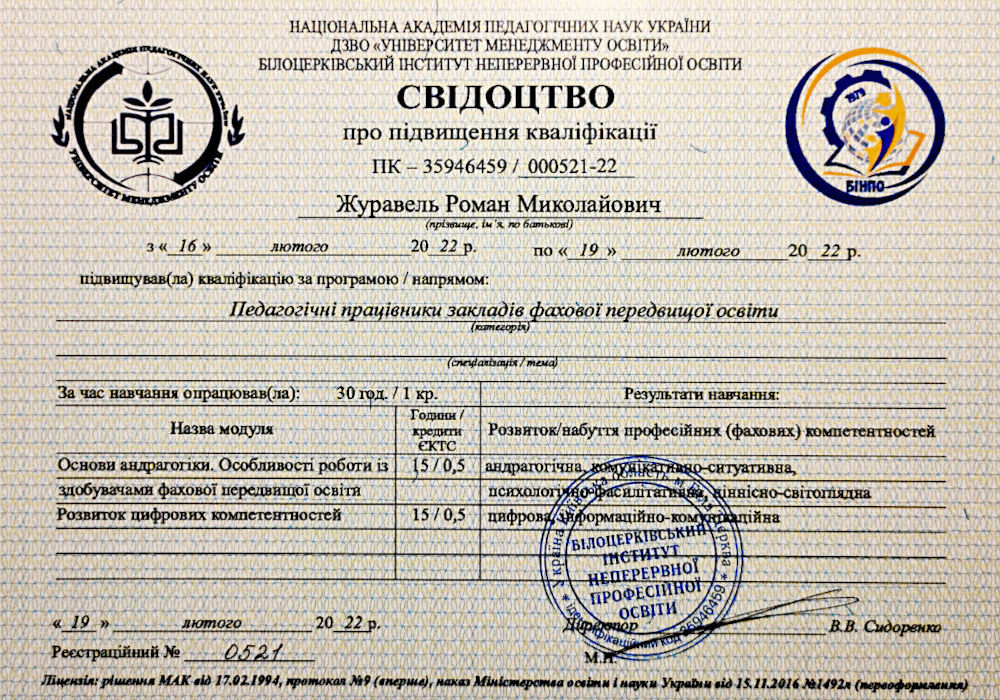 НАЦІОНАЛЬНА АКАДЕМІЯ ПЕДАГОГІЧНИХ НАУК УКРАЇНИ
ДЗВО «УНІВЕРСИТЕТ МЕНЕДЖМЕНТУ ОСВІТИ»
БІЛОЦЕРКІВСЬКИЙ ІНСТИТУТ НЕПЕРЕРВНОЇ ПРОФЕСІЙНОЇ ОСВІТИ
НАЦІОНАЛЬНА АКАДЕМІЯ ПЕДАГОГІЧНИХ НАУК
УНІВЕРСИТЕТ МЕНЕДЖМЕНТУ ОСВІТИ
1979
БІНПО
СВІДОЦТВО
про підвищення кваліфікації
ПК – 35946459 / 000521-22
Журавель Роман Миколайович
(прізвище, ім’я, по батькові)
з « 16 » лютого 20 22 р. по « 19 » лютого 20 22 р.
підвищував(ла) кваліфікацію за програмою / напрямом:
Педагогічні працівники закладів фахової передвищої освіти
(категорія)
(спеціалізація / тема)
За час навчання опрацював(ла): 30 год. / 1 кр. Результати навчання:
Назва модуля
Години / кредити ЄКТС
Розвиток/набуття професійних (фахових) компетентностей
Основи андрагогіки. Особливості роботи із 15 / 0,5 андрагогічна, комунікативно-ситуативна,
здобувачами фахової передвищої освіти психологічно-фасилітативна, ціннісно-світоглядна
Розвиток цифрових компетентностей 15 / 0,5 цифрова, інформаційно-комунікаційна
Україна Київська область м. Біла Церква
БІЛОЦЕРКІВСЬКИЙ
ІНСТИТУТ
НЕПЕРЕРВНОЇ
ПРОФЕСІЙНОЇ
ОСВІТИ
Ідентифікаційний код 35946459
« 19 » лютого 20 22 р. Директор В.В. Сидоренко
Реєстраційний № 0521
М.П.
Ліцензія: рішення МАК від 17.02.1994, протокол №9 (вперше), наказ Міністерства освіти і науки України від 15.11.2016 №1492л (переоформлення)